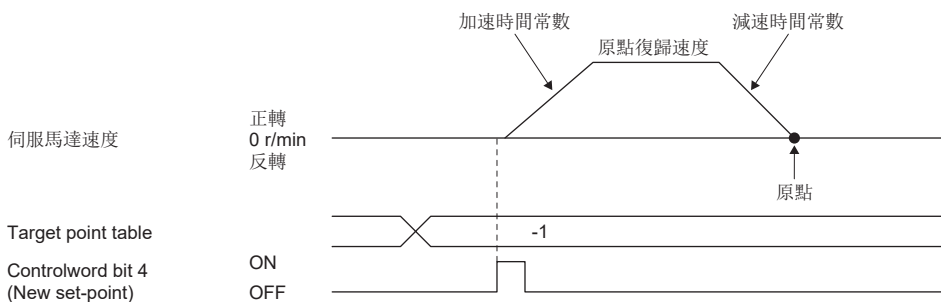 加速時間常數
減速時間常數
原點復歸速度
正轉
伺服馬達速度
0 r/min
反轉
原點
Target point table
-1
Controlword bit 4
(New set-point)
ON
OFF